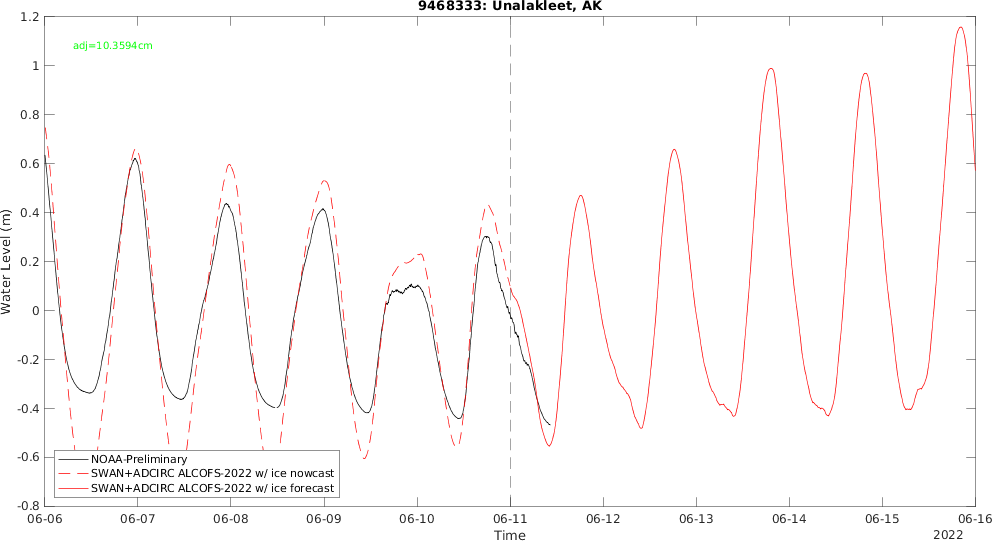 9468333: Unalakleet, AK
adj=10.3594cm
Water Level (m)
1.2
1
0.8
0.6
0.4
0.2
0
-0.2
-0.4
-0.6
-0.8
NOAA-Preliminary
SWAN+ADCIRC ALCOFS-2022 w/ ice nowcast
SWAN+ADCIRC ALCOFS-2022 w/ ice forecast
06-06 06-07 06-08 06-09 06-10 06-11 06-12 06-13 06-14 06-15 06-16
Time
2022